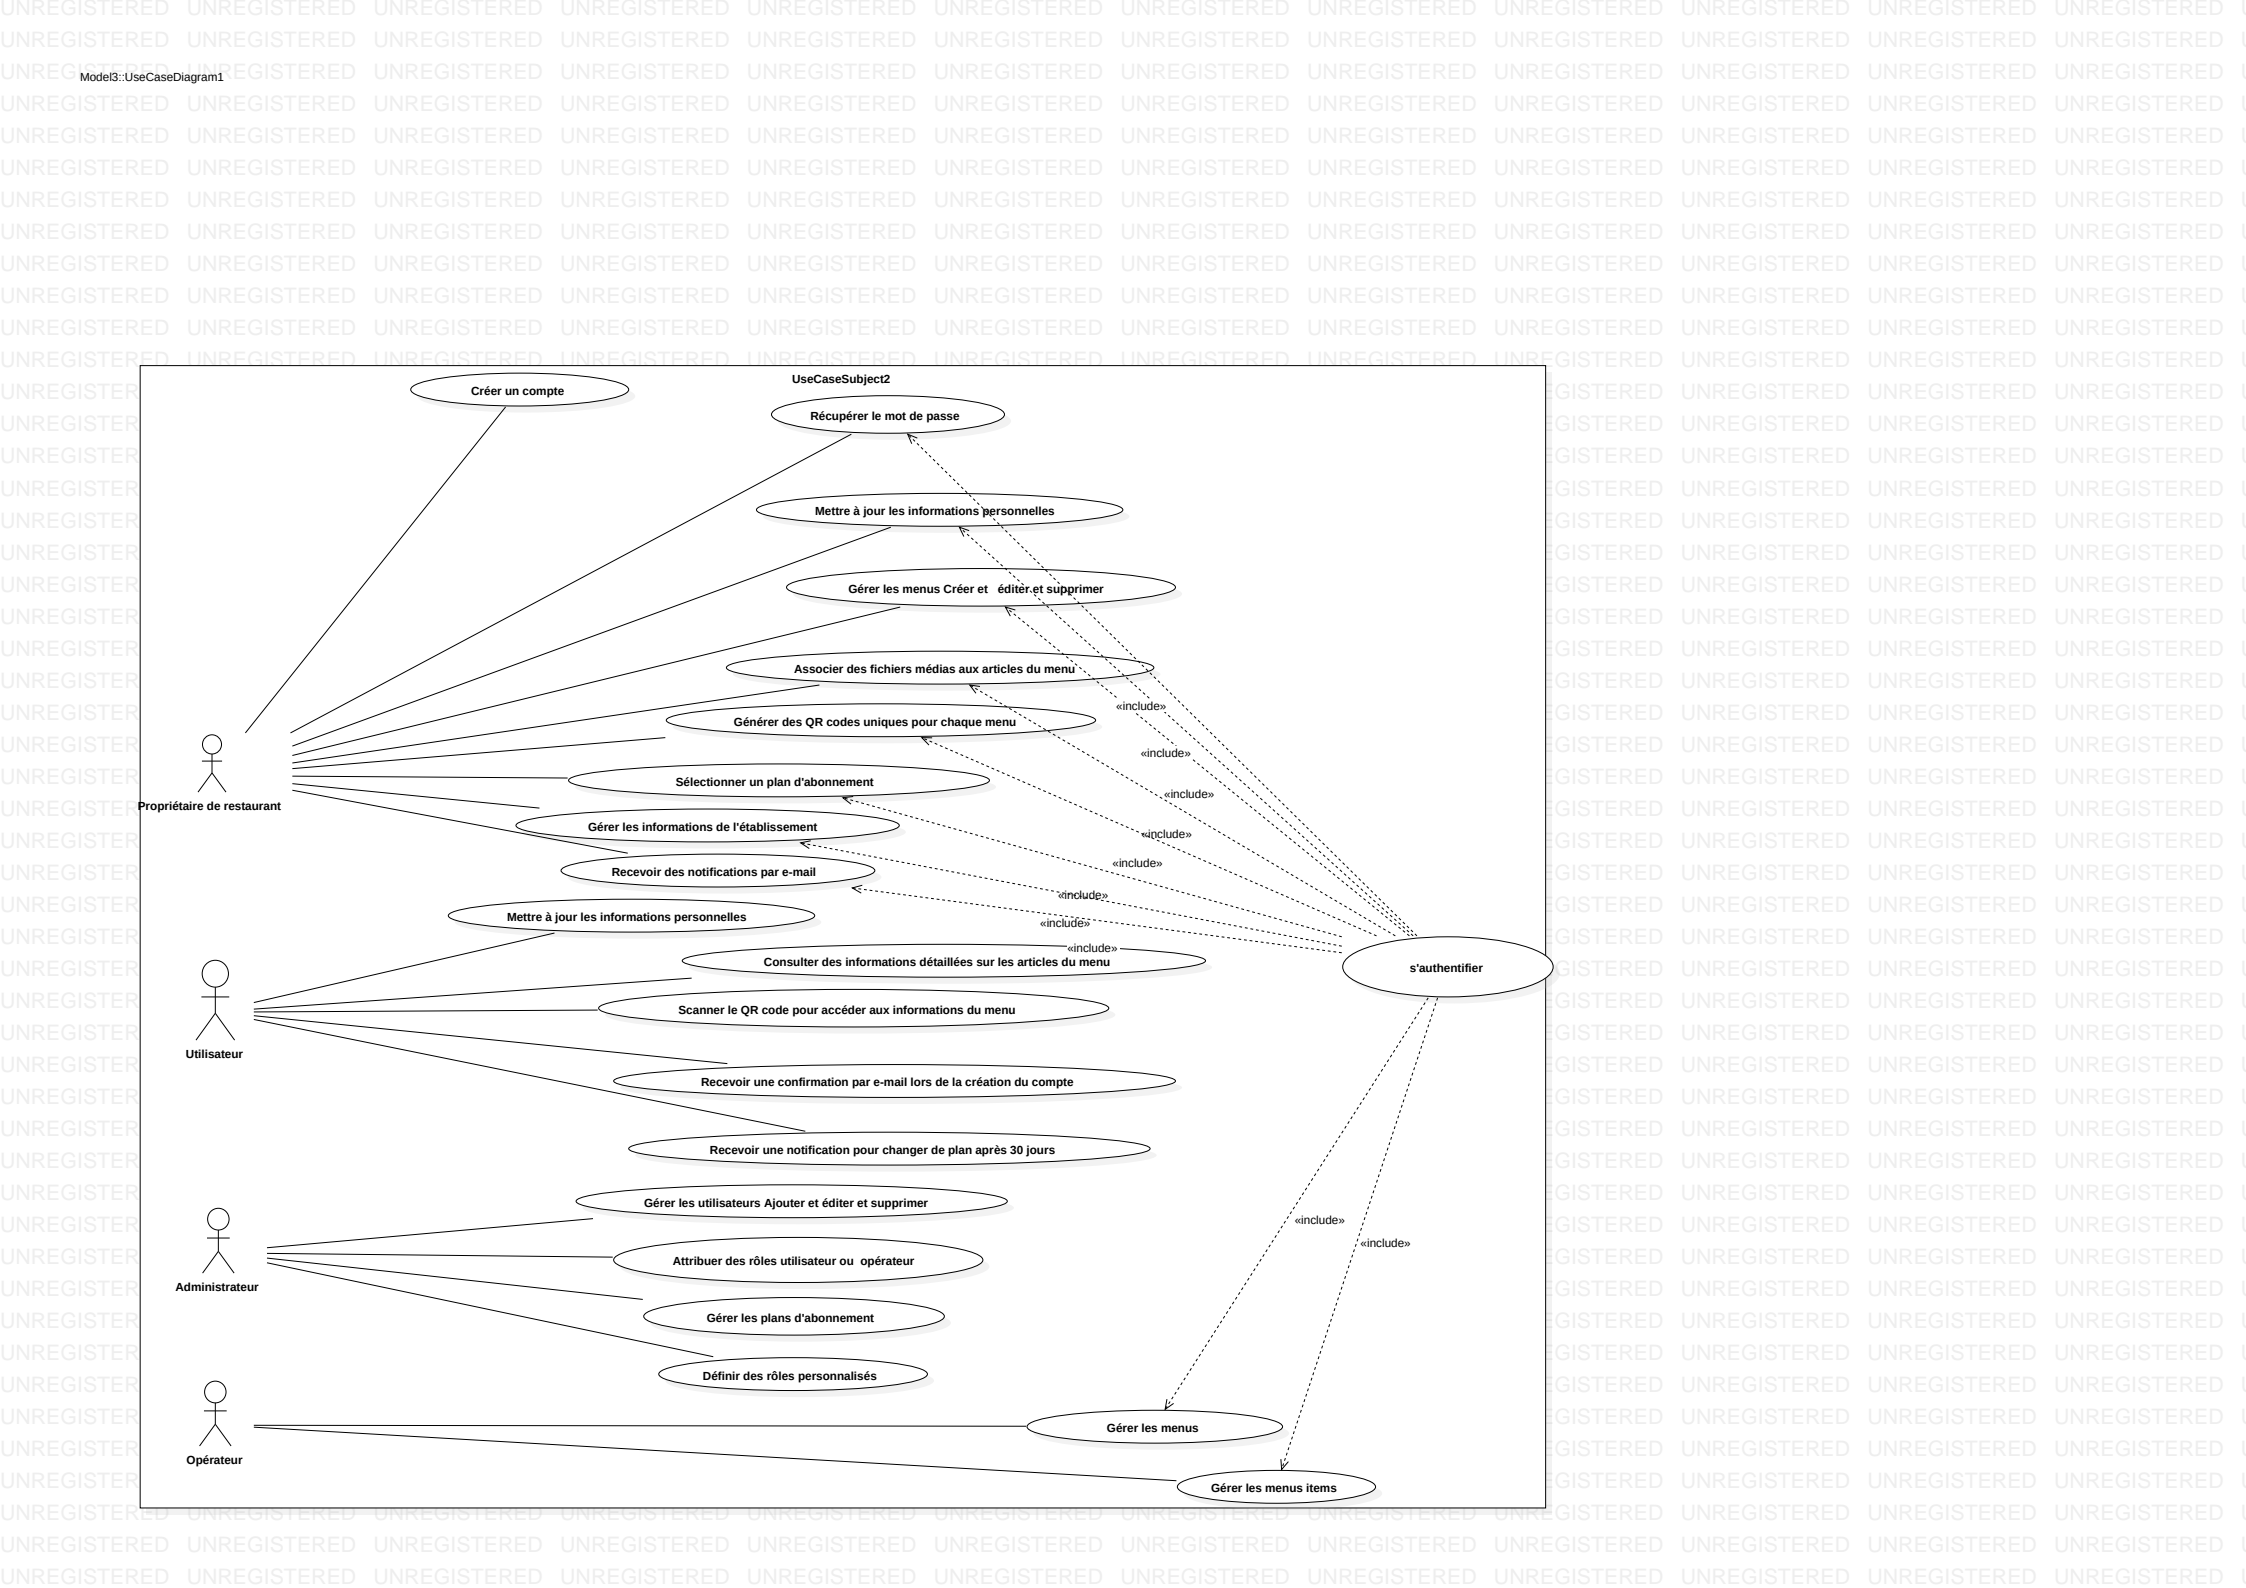 Model3::UseCaseDiagram1
UseCaseSubject2
Créer un compte
Récupérer le mot de passe
Mettre à jour les informations personnelles
Gérer les menus Créer et   éditer et supprimer
Associer des fichiers médias aux articles du menu
«include»
Générer des QR codes uniques pour chaque menu
«include»
Sélectionner un plan d'abonnement
«include»
Propriétaire de restaurant
Gérer les informations de l'établissement
«include»
«include»
Recevoir des notifications par e-mail
«include»
Mettre à jour les informations personnelles
«include»
«include»
Consulter des informations détaillées sur les articles du menu
s'authentifier
Scanner le QR code pour accéder aux informations du menu
Utilisateur
Recevoir une confirmation par e-mail lors de la création du compte
Recevoir une notification pour changer de plan après 30 jours
Gérer les utilisateurs Ajouter et éditer et supprimer
«include»
«include»
Attribuer des rôles utilisateur ou  opérateur
Administrateur
Gérer les plans d'abonnement
Définir des rôles personnalisés
Gérer les menus
Opérateur
Gérer les menus items
UNREGISTERED